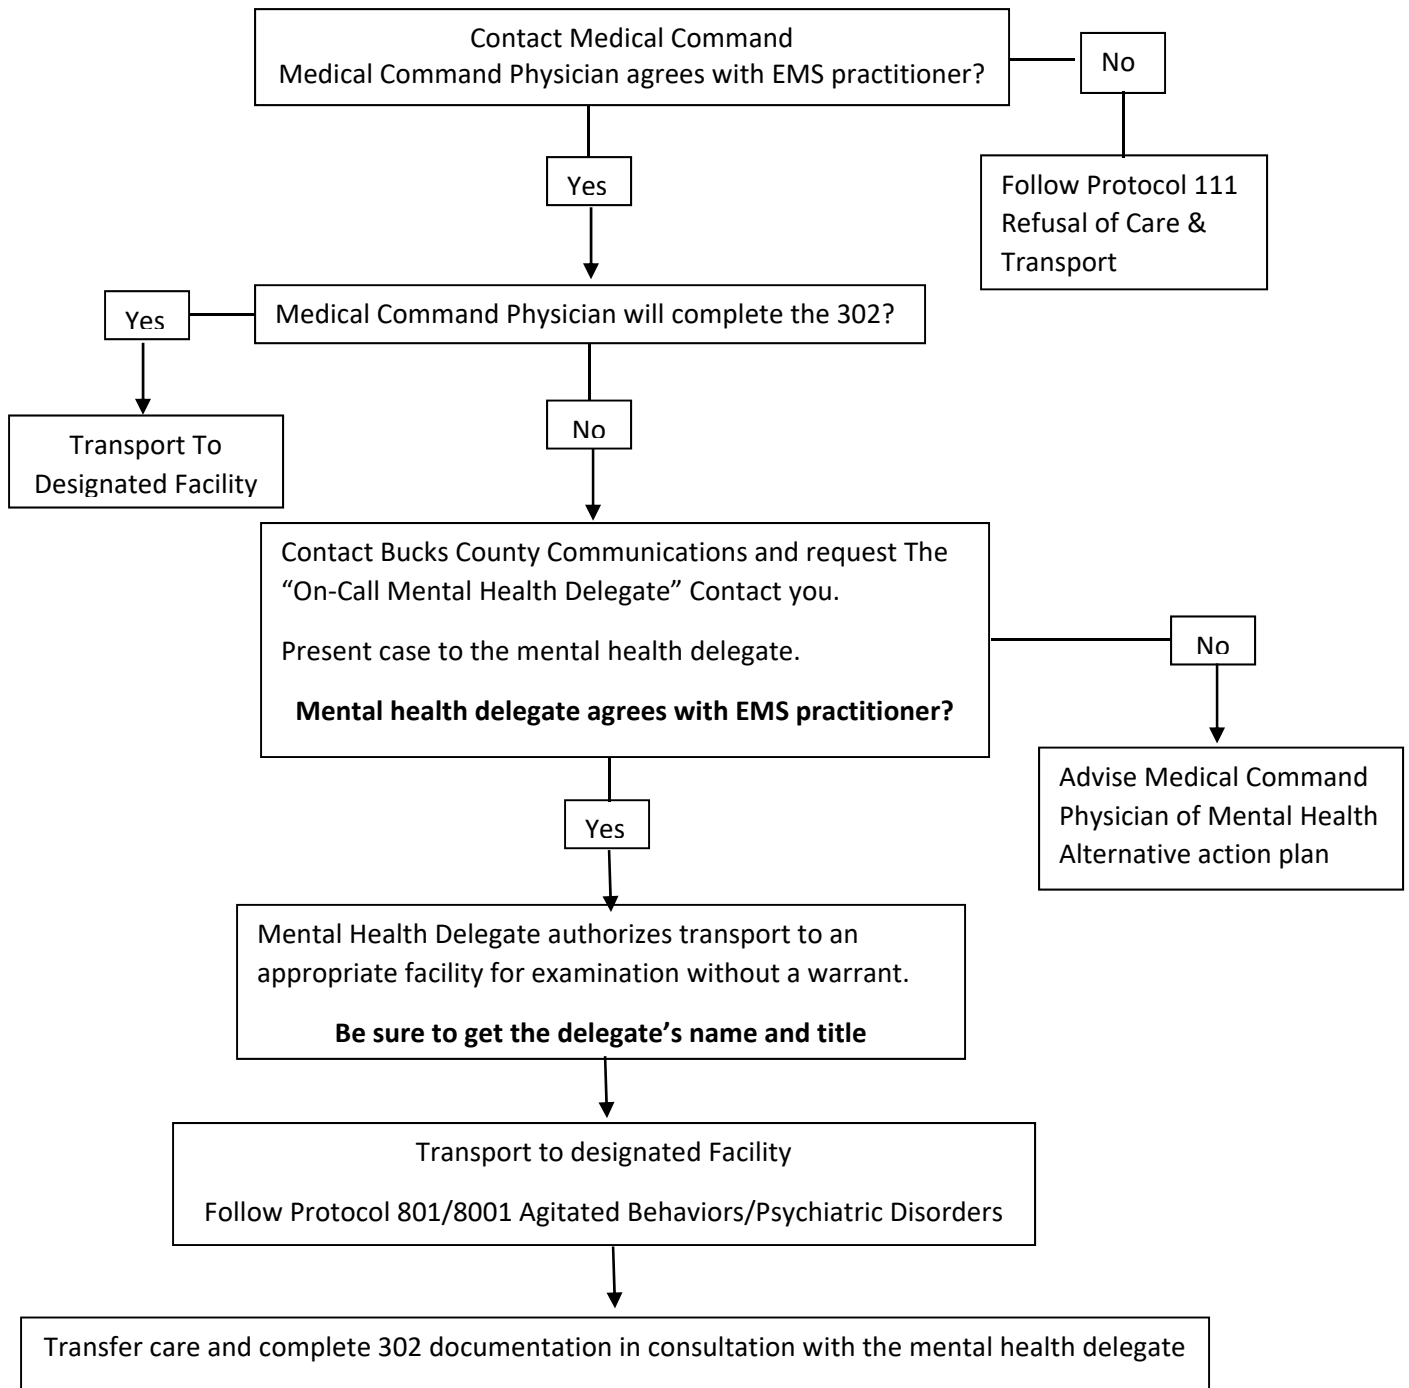 Contact Medical Command
Medical Command Physician agrees with EMS practitioner?
No
Yes
Follow Protocol 111
Refusal of Care &
Transport
Yes
Medical Command Physician will complete the 302?
No
Transport To
Designated Facility
Contact Bucks County Communications and request The
“On-Call Mental Health Delegate” Contact you.
Present case to the mental health delegate.
Mental health delegate agrees with EMS practitioner?
No
Yes
Advise Medical Command
Physician of Mental Health
Alternative action plan
Mental Health Delegate authorizes transport to an
appropriate facility for examination without a warrant.
Be sure to get the delegate’s name and title
Transport to designated Facility
Follow Protocol 801/8001 Agitated Behaviors/Psychiatric Disorders
Transfer care and complete 302 documentation in consultation with the mental health delegate